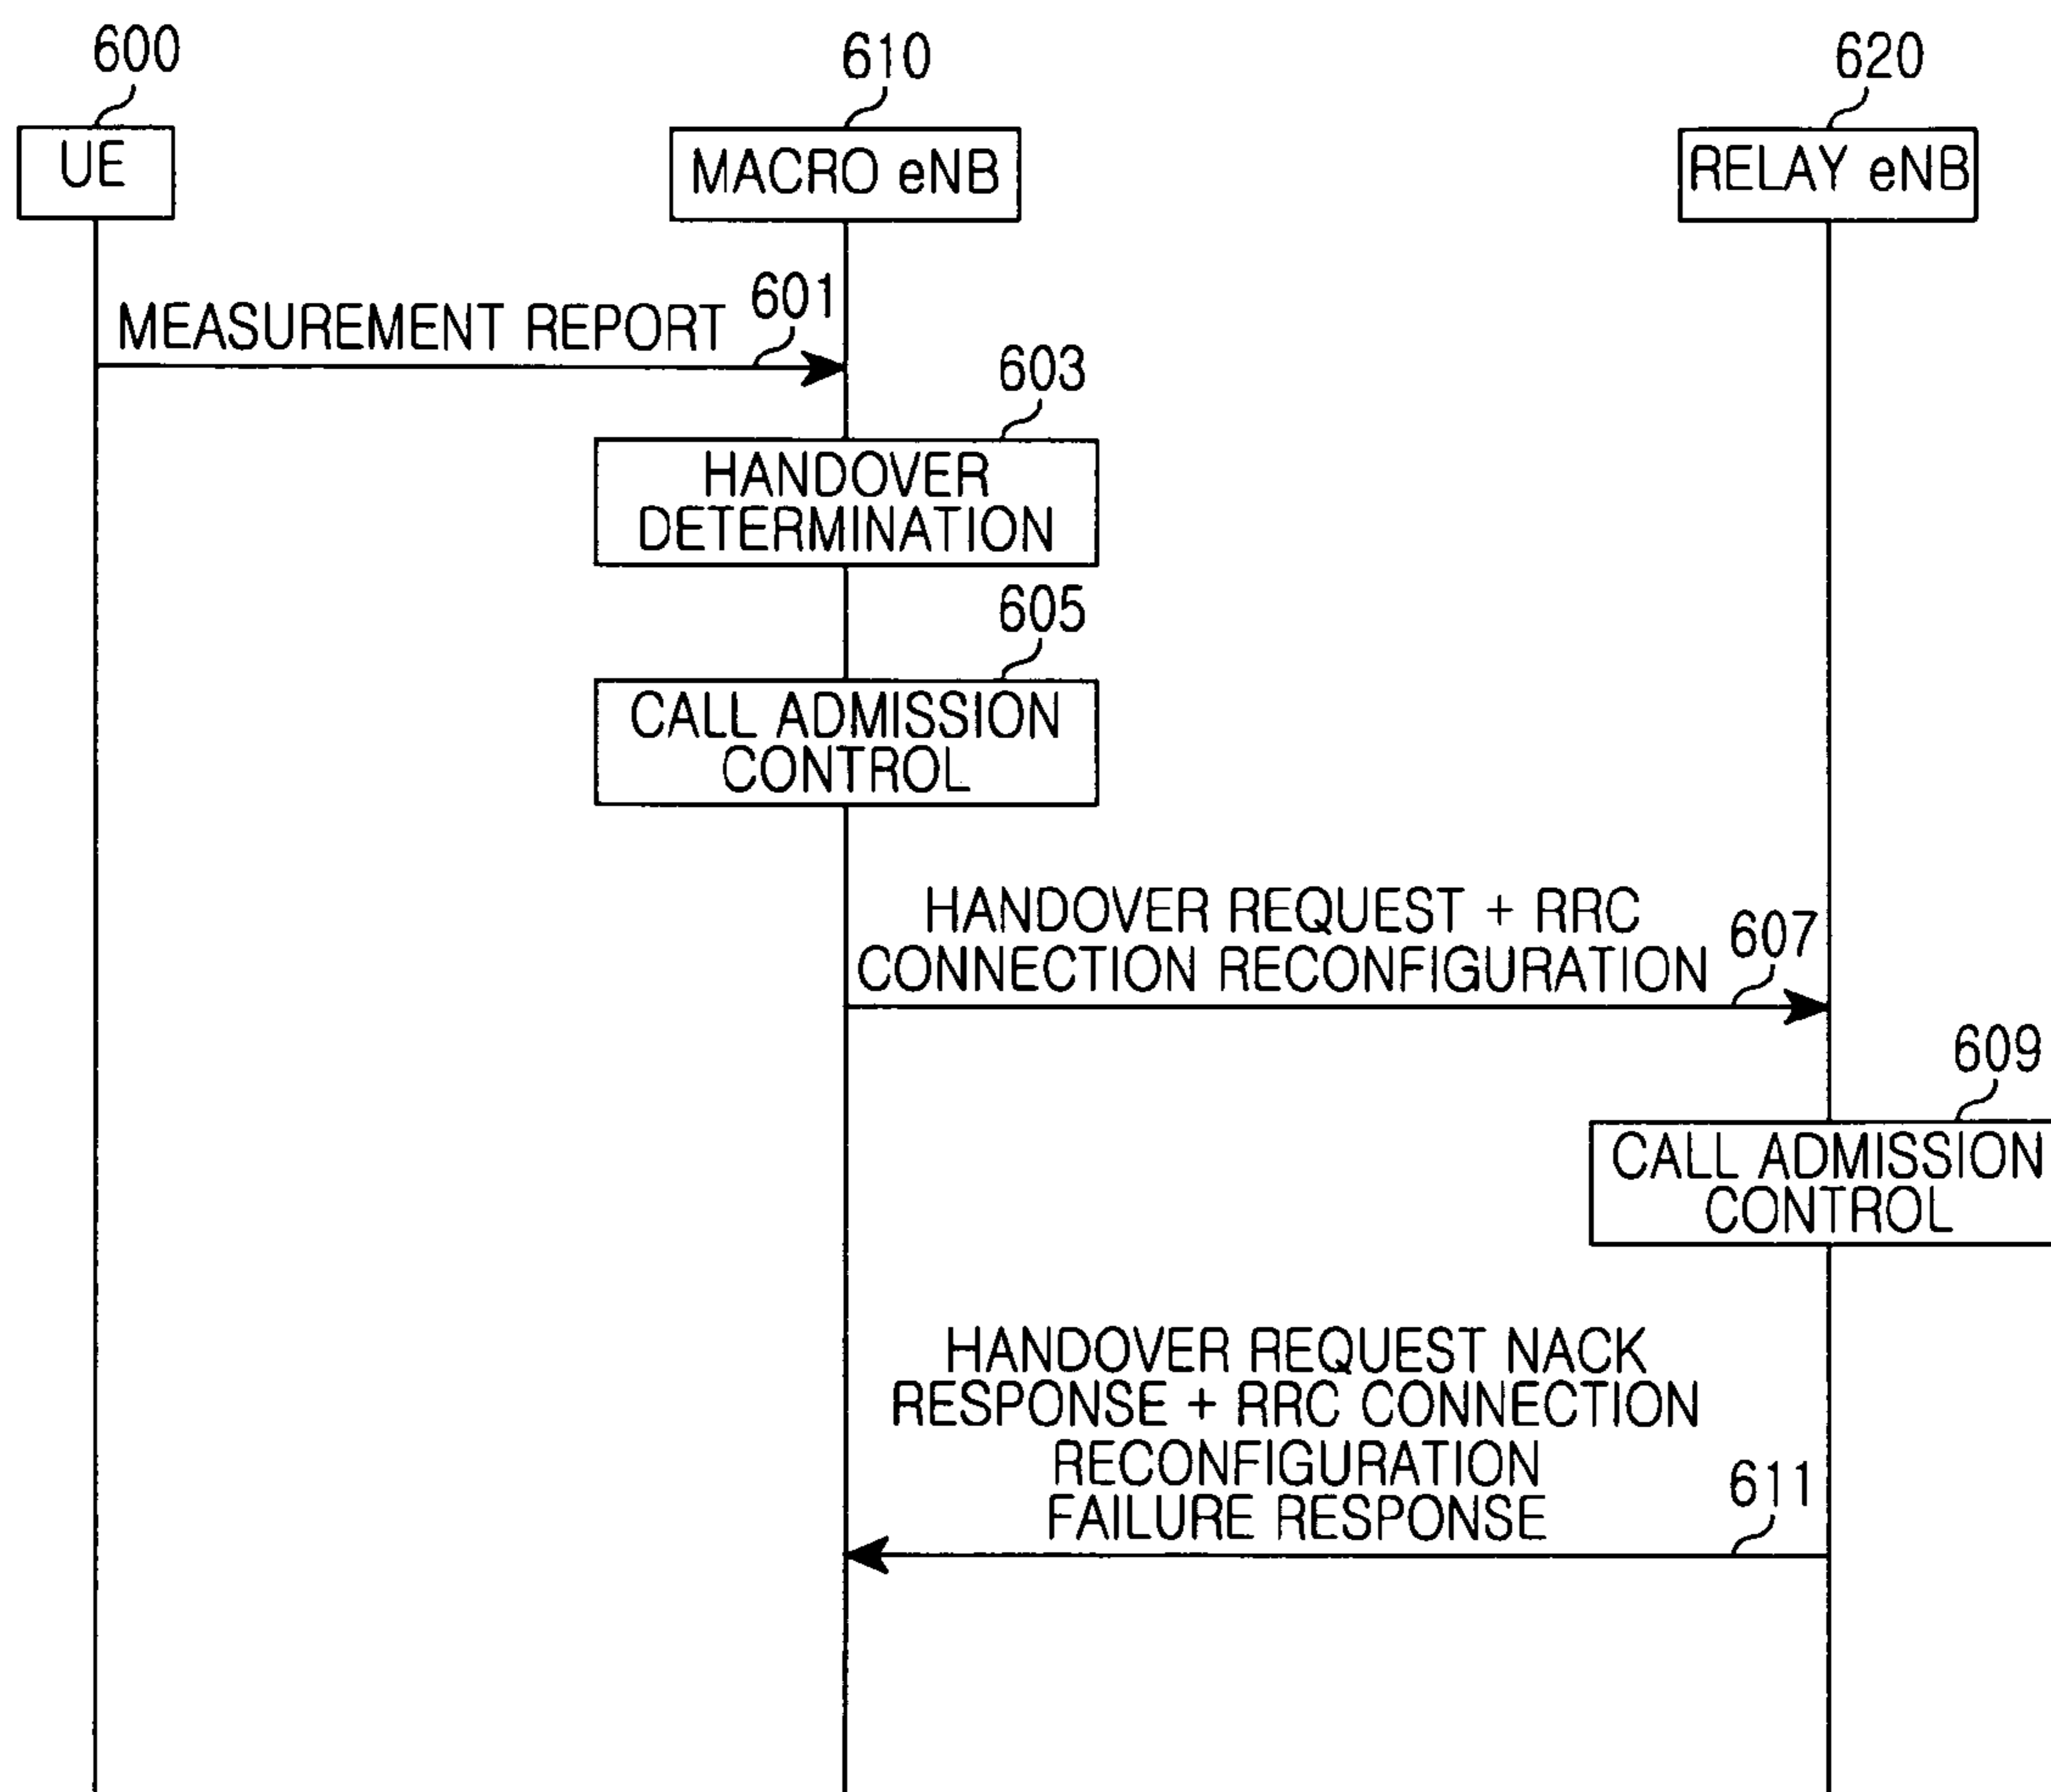 600
610
620
UE
MACRO eNB
RELAY eNB
MEASUREMENT REPORT
601
603
HANDOVER
DETERMINATION
605
CALL ADMISSION
CONTROL
HANDOVER REQUEST + RRC
CONNECTION RECONFIGURATION
607
609
CALL ADMISSION
CONTROL
HANDOVER REQUEST NACK
RESPONSE + RRC CONNECTION
RECONFIGURATION
FAILURE RESPONSE
611